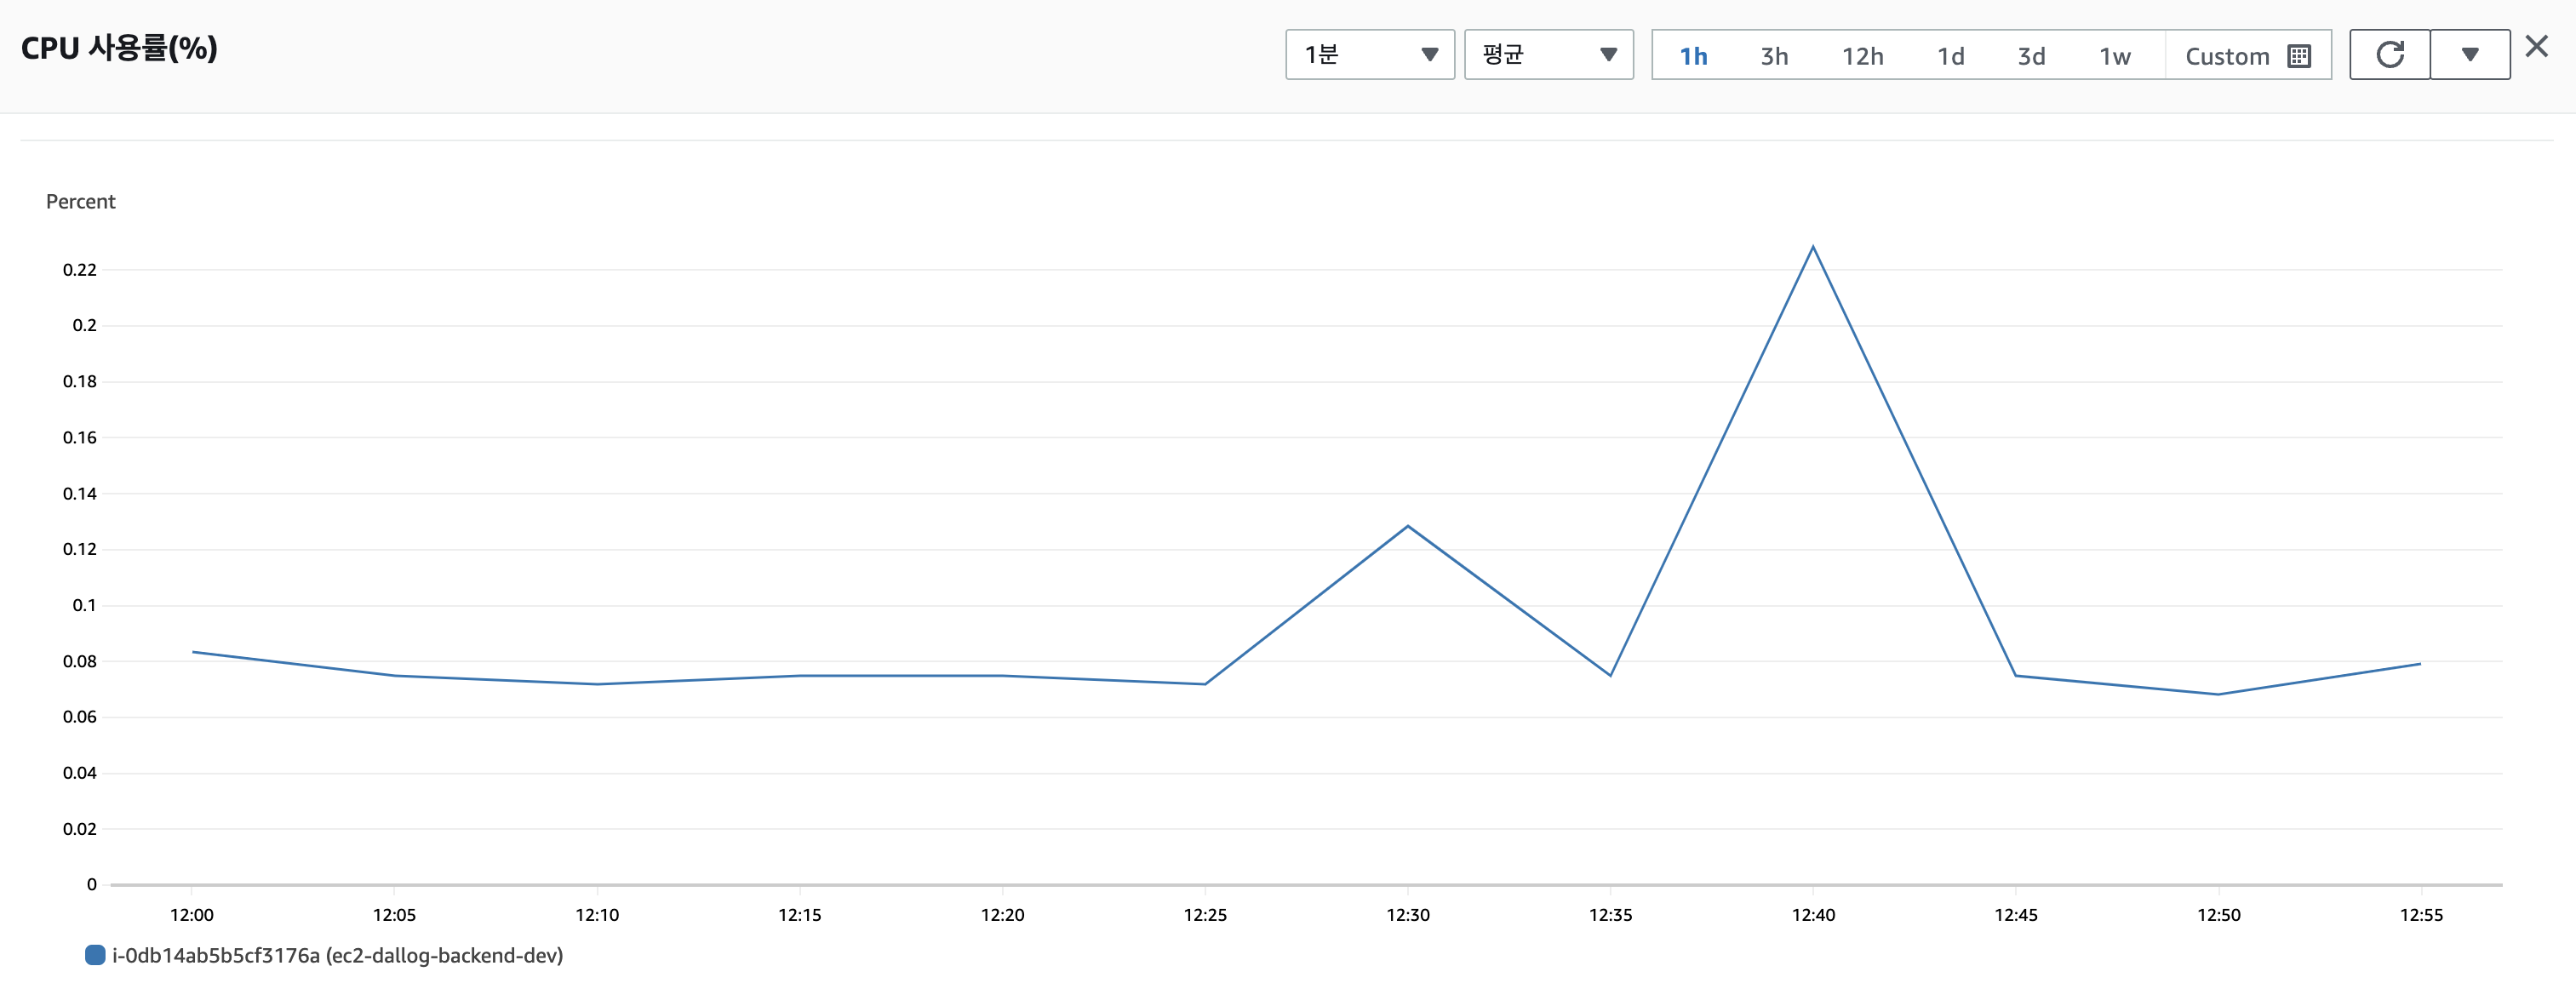 CPU 사용률(%)
1분
평균
1h 3h 12h 1d 3d 1w Custom
Percent
0.22
0.2
0.18
0.16
0.14
0.12
0.1
0.08
0.06
0.04
0.02
0
12:00 12:05 12:10 12:15 12:20 12:25 12:30 12:35 12:40 12:45 12:50 12:55
i-0db14ab5b5cf3176a (ec2-dallog-backend-dev)